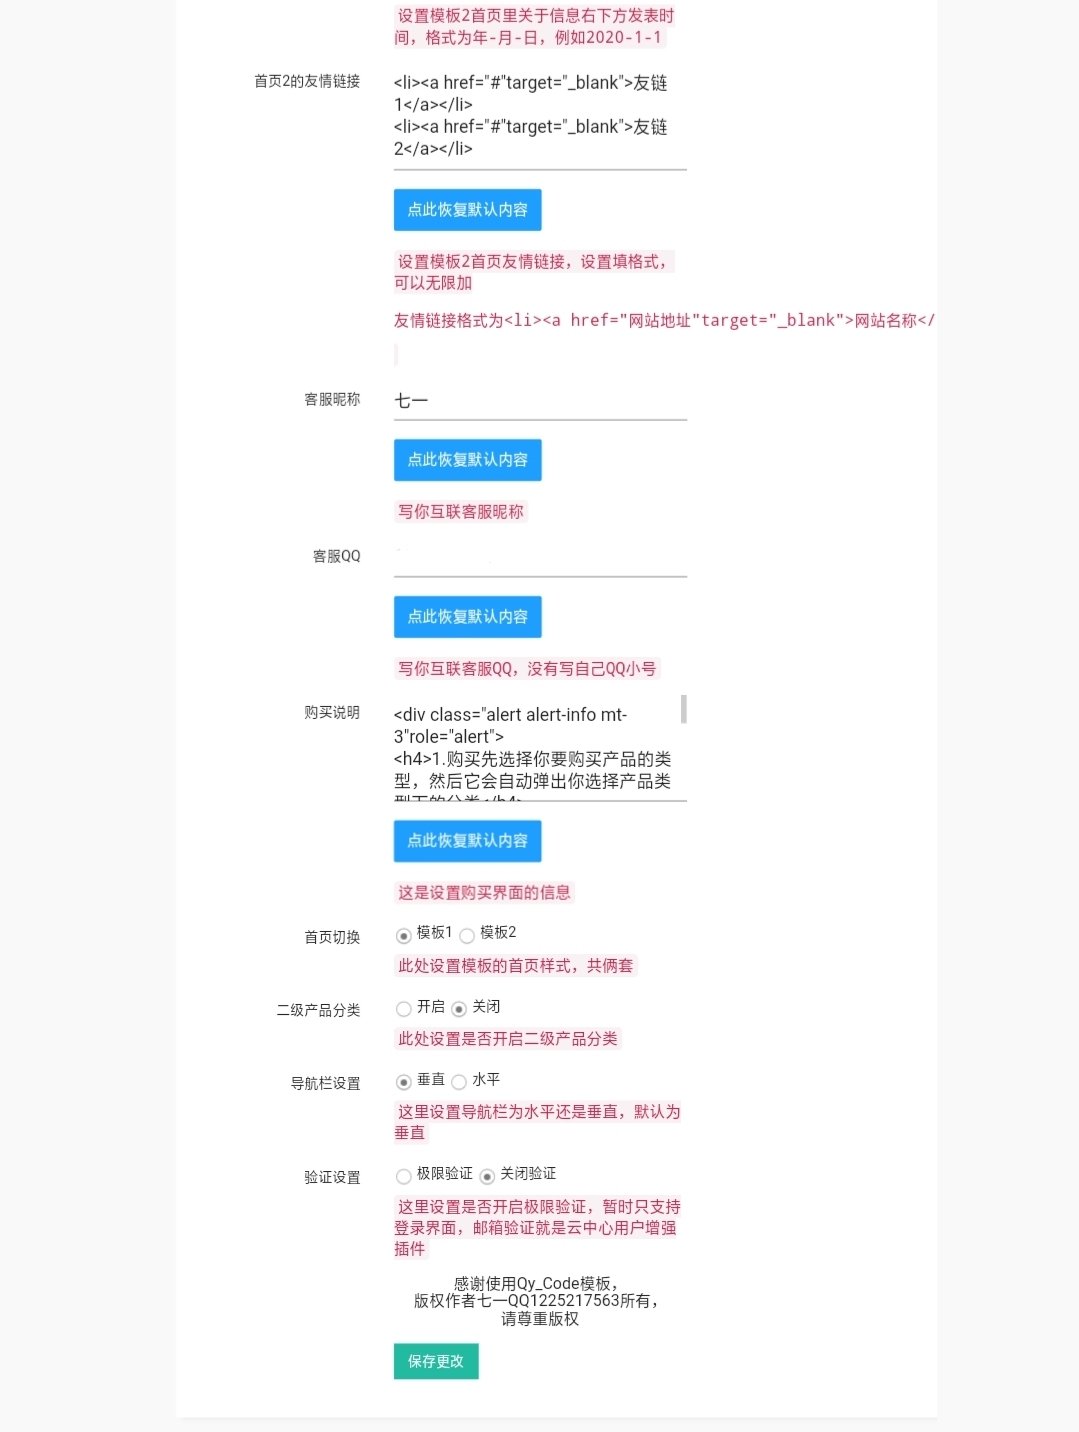 设置模板2首页里关于信息右下方发表时
间，格式为年-月-日，例如2020-1-1
首页2的友情链接
<li><a href="#"target="_blank">友链
1</a></li>
<li><a href="#"target="_blank">友链
2</a></li>
点此恢复默认内容
设置模板2首页友情链接，设置填格式，
可以无限加
友情链接格式为<li><a href="网站地址"target="_blank">网站名称</
客服昵称
七一
点此恢复默认内容
写你互联客服昵称
客服QQ
点此恢复默认内容
写你互联客服QQ，没有写自己QQ小号
购买说明
<div class="alert alert-info mt-
3"role="alert">
<h4>1.购买先选择你要购买产品的类
型，然后它会自动弹出你选择产品类
型下的分类</h4>
点此恢复默认内容
这是设置购买界面的信息
首页切换
模板1 模板2
此处设置模板的首页样式，共俩套
二级产品分类
开启 关闭
此处设置是否开启二级产品分类
导航栏设置
垂直 水平
这里设置导航栏为水平还是垂直，默认为
垂直
验证设置
极限验证 关闭验证
这里设置是否开启极限验证，暂时只支持
登录界面，邮箱验证就是云中心用户增强
插件
感谢使用Qy_Code模板，
版权作者七一QQ1225217563所有，
请尊重版权
保存更改